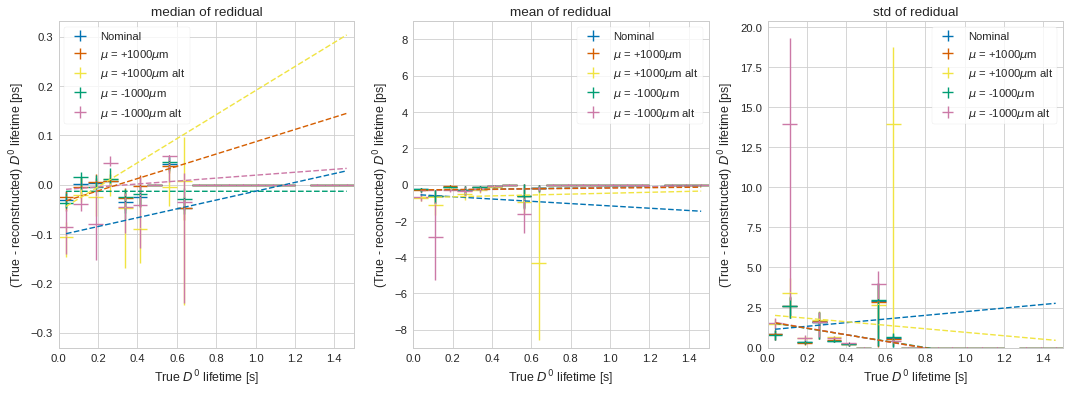 median of redidual
(True - reconstructed) D⁰ lifetime [ps]
0.3
0.2
0.1
0.0
−0.1
−0.2
−0.3
Nominal
μ = +1000μm
μ = +1000μm alt
μ = -1000μm
μ = -1000μm alt
0.0 0.2 0.4 0.6 0.8 1.0 1.2 1.4
True D⁰ lifetime [s]
mean of redidual
(True - reconstructed) D⁰ lifetime [ps]
8
6
4
2
0
−2
−4
−6
−8
Nominal
μ = +1000μm
μ = +1000μm alt
μ = -1000μm
μ = -1000μm alt
0.0 0.2 0.4 0.6 0.8 1.0 1.2 1.4
True D⁰ lifetime [s]
std of redidual
(True - reconstructed) D⁰ lifetime [ps]
20.0
17.5
15.0
12.5
10.0
7.5
5.0
2.5
0.0
Nominal
μ = +1000μm
μ = +1000μm alt
μ = -1000μm
μ = -1000μm alt
0.0 0.2 0.4 0.6 0.8 1.0 1.2 1.4
True D⁰ lifetime [s]